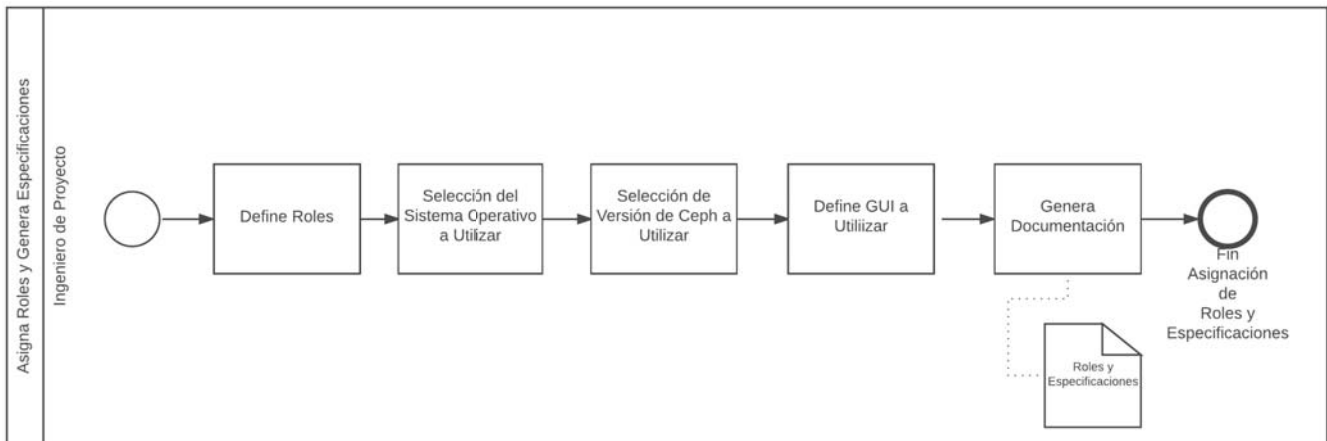 Asigna Roles y Genera Especificaciones
Ingeniero de Proyecto
Define Roles
Selección del
Sistema Operativo
a Utilizar
Selección de
Versión de Ceph a
Utilizar
Define GUI a
Utiliizar
Genera
Documentación
Fin
Asignación
de
Roles y
Especificaciones
Roles y
Especificaciones